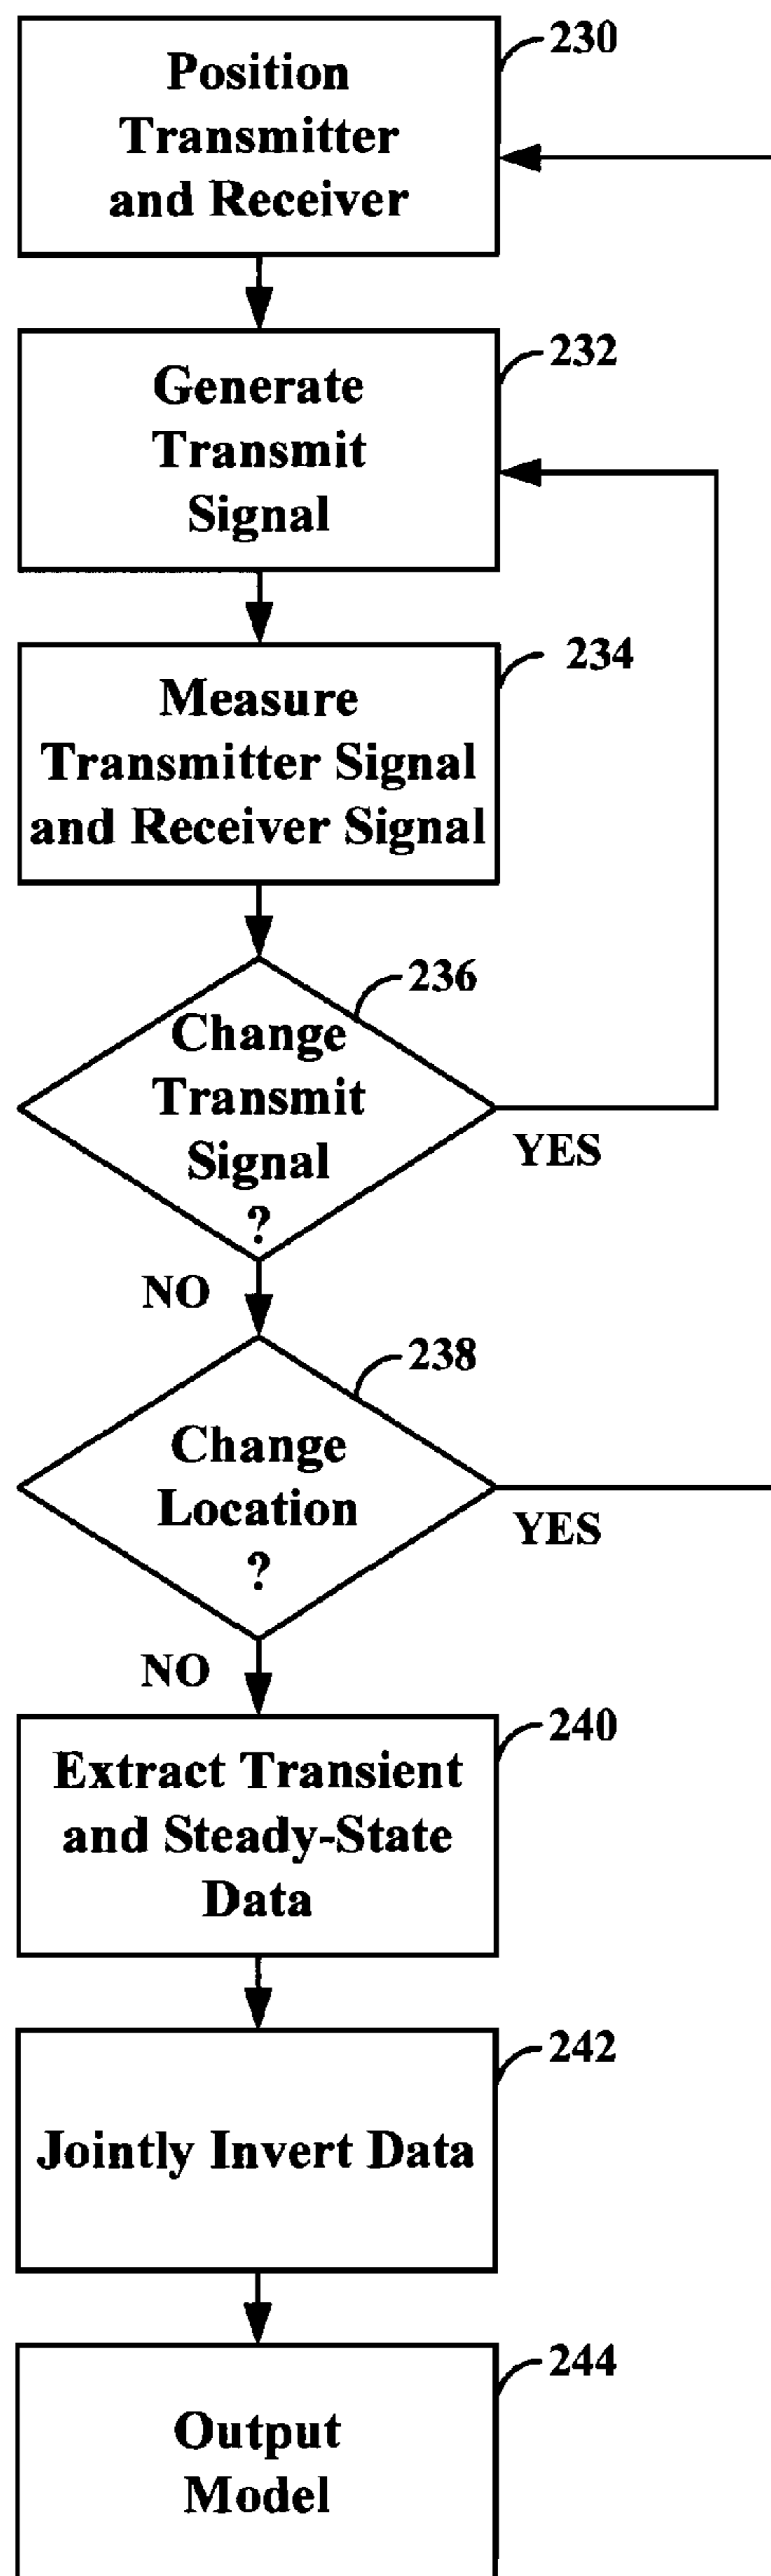 230
Position
Transmitter
and Receiver
232
Generate
Transmit
Signal
234
Measure
Transmitter Signal
and Receiver Signal
236
Change
Transmit
Signal
?
YES
NO
238
Change
Location
?
YES
NO
240
Extract Transient
and Steady-State
Data
242
Jointly Invert Data
244
Output
Model